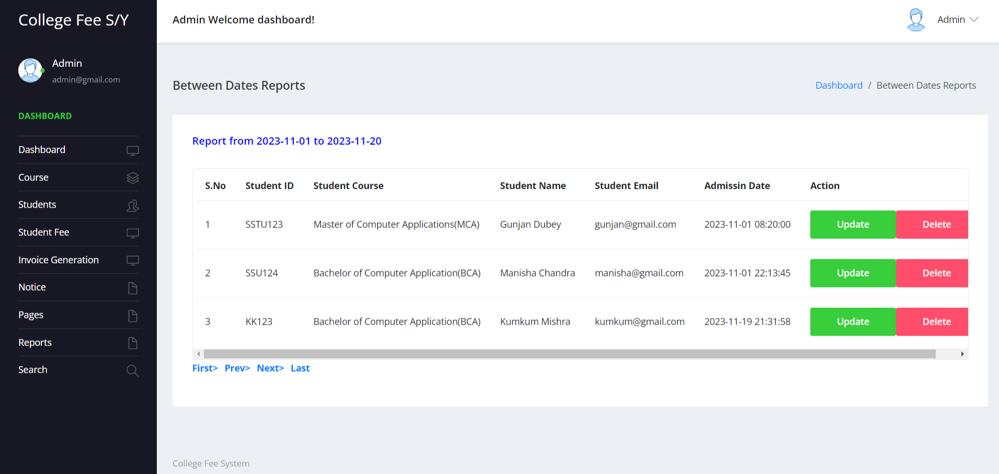 College Fee S/Y
Admin Welcome dashboard!
Admin
Admin
admin@gmail.com
DASHBOARD
Dashboard
Course
Students
Student Fee
Invoice Generation
Notice
Pages
Reports
Search
Between Dates Reports
Dashboard / Between Dates Reports
Report from 2023-11-01 to 2023-11-20
S.No Student ID Student Course Student Name Student Email Admissin Date Action
1 SSTU123 Master of Computer Applications(MCA) Gunjan Dubey gunjan@gmail.com 2023-11-01 08:20:00 Update Delete
2 SSU124 Bachelor of Computer Application(BCA) Manisha Chandra manisha@gmail.com 2023-11-01 22:13:45 Update Delete
3 KK123 Bachelor of Computer Application(BCA) Kumkum Mishra kumkum@gmail.com 2023-11-19 21:31:58 Update Delete
First> Prev> Next> Last
College Fee System